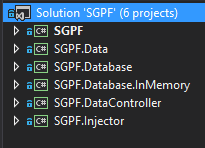 Solution 'SGPF' (6 projects)
C# SGPF
C# SGPF.Data
C# SGPF.Database
C# SGPF.Database.InMemory
C# SGPF.DataController
C# SGPF.Injector